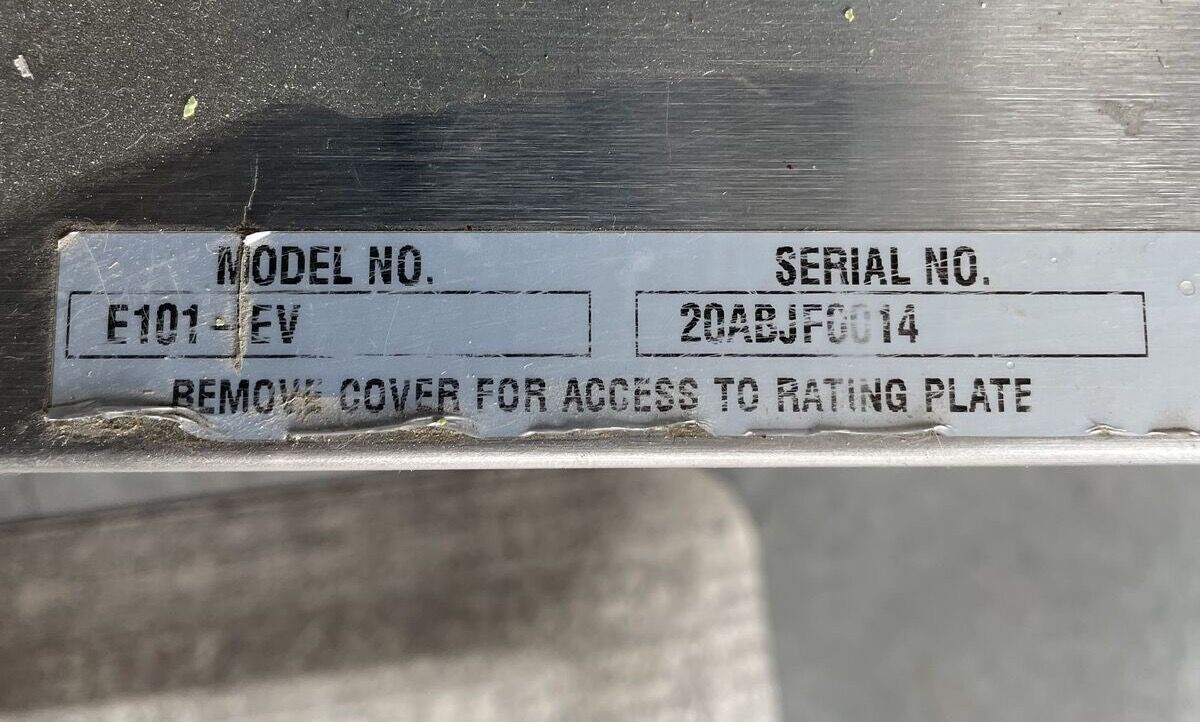 MODEL NO. SERIAL NO.
E101-EV 20ABJF0014
REMOVE COVER FOR ACCESS TO RATING PLATE